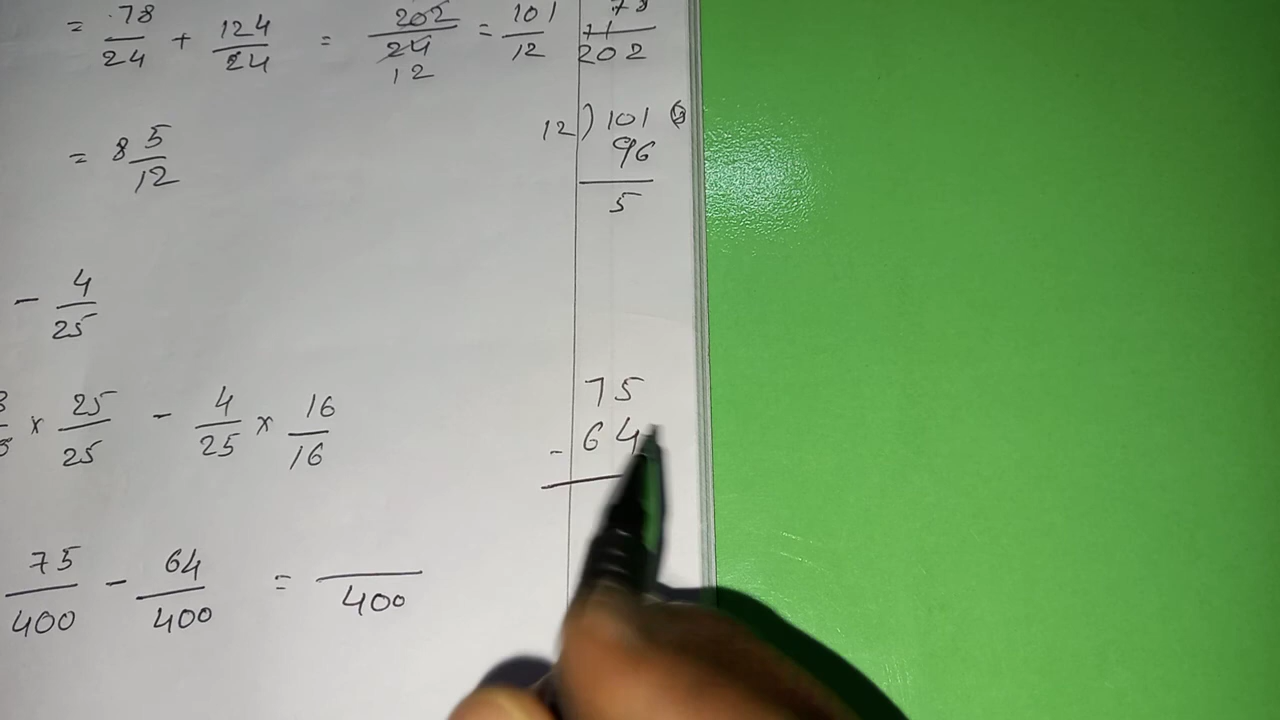 = 78/24 + 124/24 = 202/24 = 101/12
12
202
12 ) 101
96
5
= 8 5/12
- 4/25
75
- 64
× 25/25 - 4/25 × 16/16
75/400 - 64/400 = /400